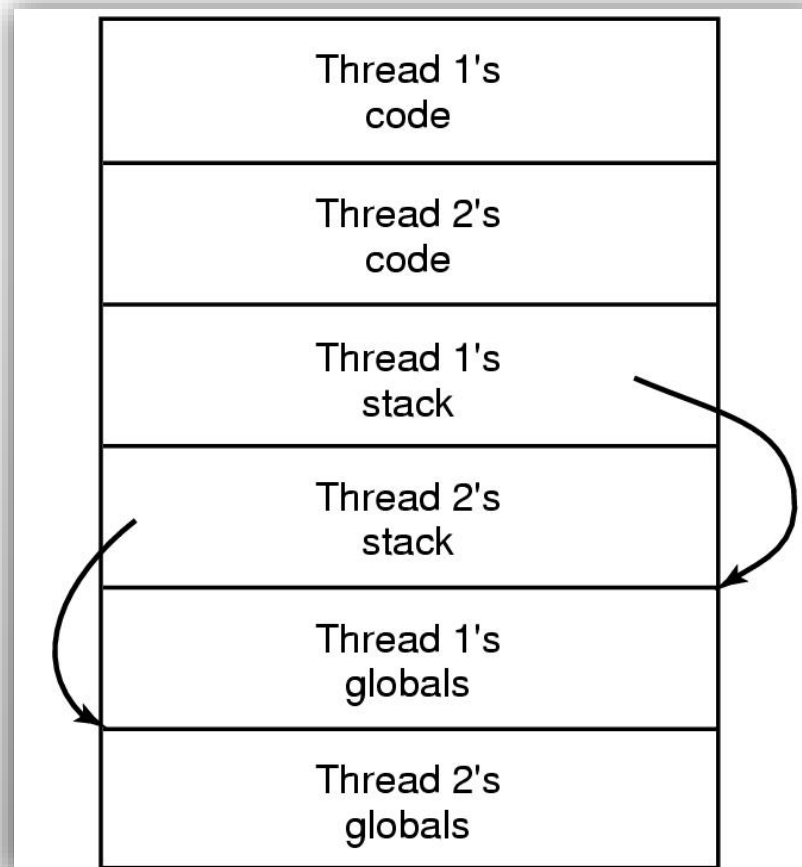 Thread 1's
code
Thread 2's
code
Thread 1's
stack
Thread 2's
stack
Thread 1's
globals
Thread 2's
globals